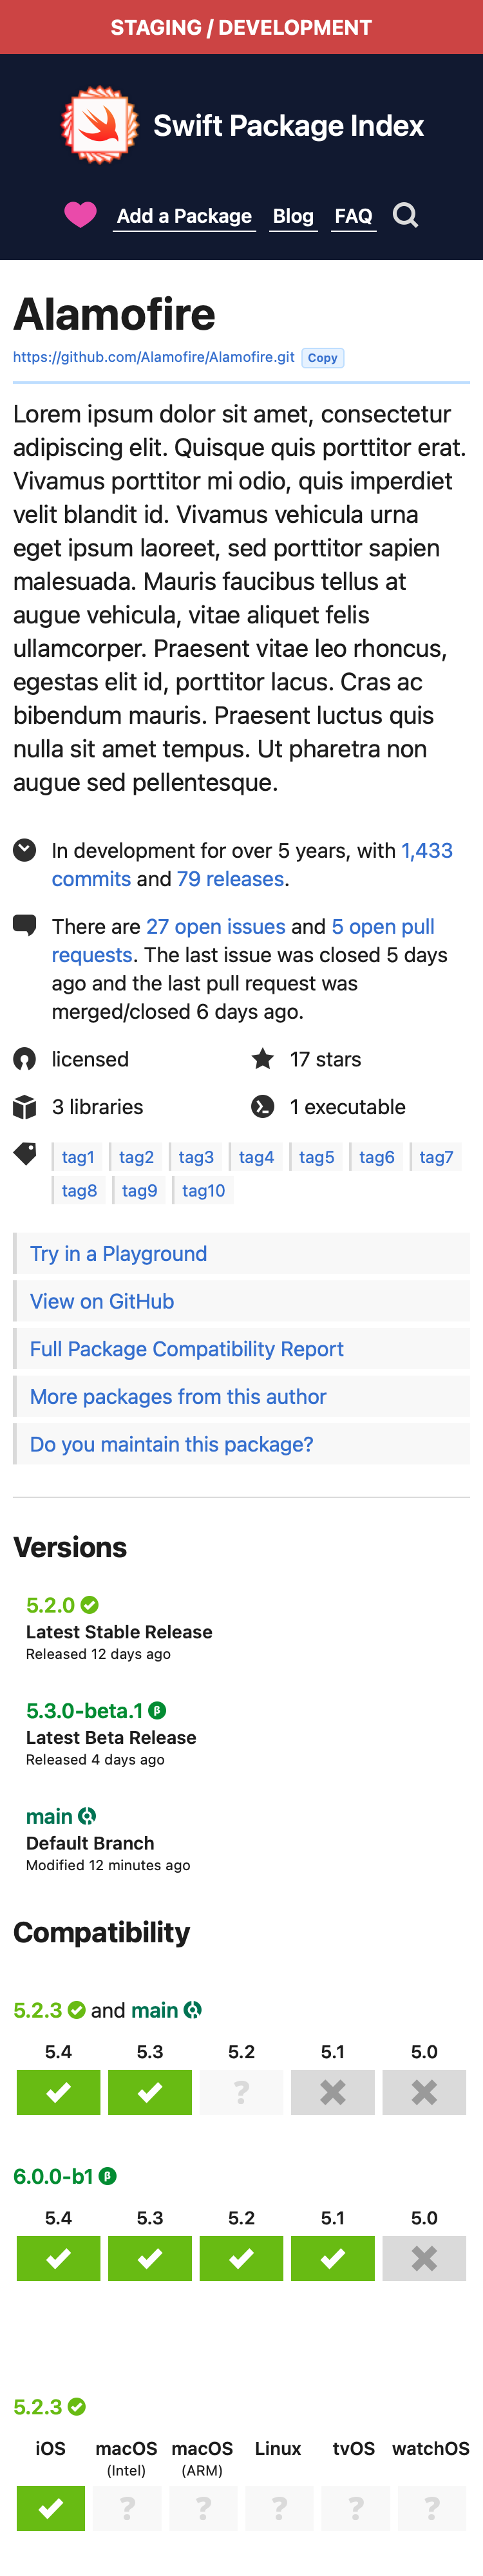 STAGING / DEVELOPMENT
Swift Package Index
Add a Package Blog FAQ
Alamofire
https://github.com/Alamofire/Alamofire.git Copy
Lorem ipsum dolor sit amet, consectetur
adipiscing elit. Quisque quis porttitor erat.
Vivamus porttitor mi odio, quis imperdiet
velit blandit id. Vivamus vehicula urna
eget ipsum laoreet, sed porttitor sapien
malesuada. Mauris faucibus tellus at
augue vehicula, vitae aliquet felis
ullamcorper. Praesent vitae leo rhoncus,
egestas elit id, porttitor lacus. Cras ac
bibendum mauris. Praesent luctus quis
nulla sit amet tempus. Ut pharetra non
augue sed pellentesque.
In development for over 5 years, with 1,433
commits and 79 releases.
There are 27 open issues and 5 open pull
requests. The last issue was closed 5 days
ago and the last pull request was
merged/closed 6 days ago.
licensed 17 stars
3 libraries 1 executable
tag1 tag2 tag3 tag4 tag5 tag6 tag7
tag8 tag9 tag10
Try in a Playground
View on GitHub
Full Package Compatibility Report
More packages from this author
Do you maintain this package?
Versions
5.2.0
Latest Stable Release
Released 12 days ago
5.3.0-beta.1 β
Latest Beta Release
Released 4 days ago
main
Default Branch
Modified 12 minutes ago
Compatibility
5.2.3 and main
5.4 5.3 5.2 5.1 5.0
?
6.0.0-b1 β
5.4 5.3 5.2 5.1 5.0
5.2.3
iOS macOS macOS Linux tvOS watchOS
(Intel) (ARM)
? ? ? ? ?